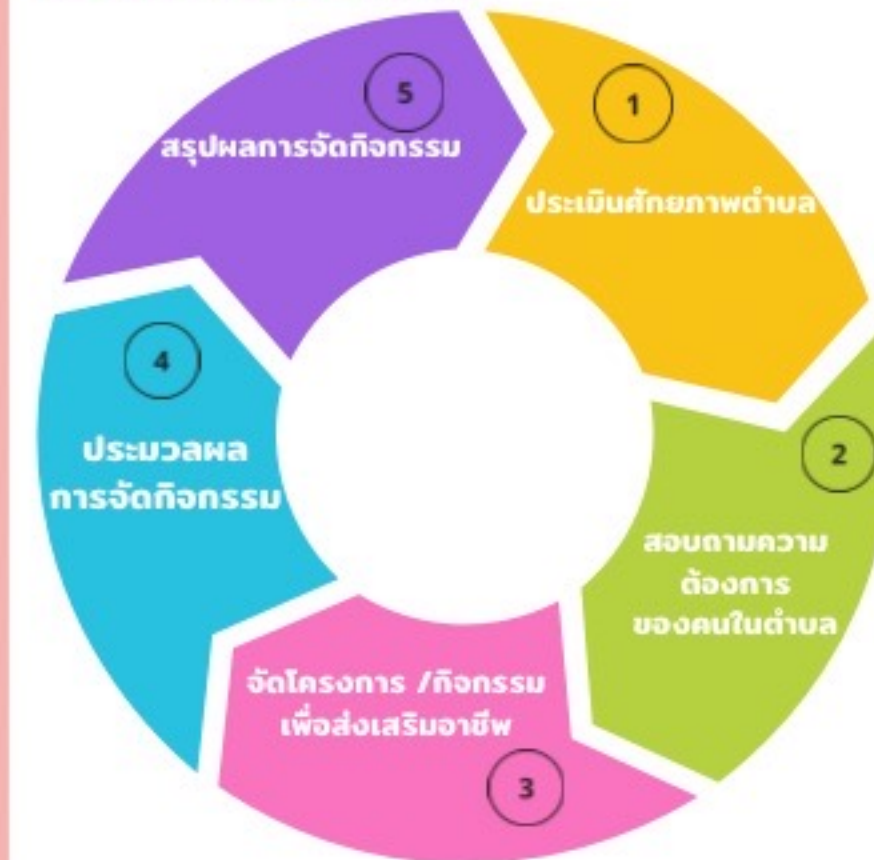 1
ประเมินศักยภาพตำบล
2
สอบถามความ
ต้องการ
ของคนในตำบล
3
จัดโครงการ /กิจกรรม
เพื่อส่งเสริมอาชีพ
4
ประมวลผล
การจัดกิจกรรม
5
สรุปผลการจัดกิจกรรม